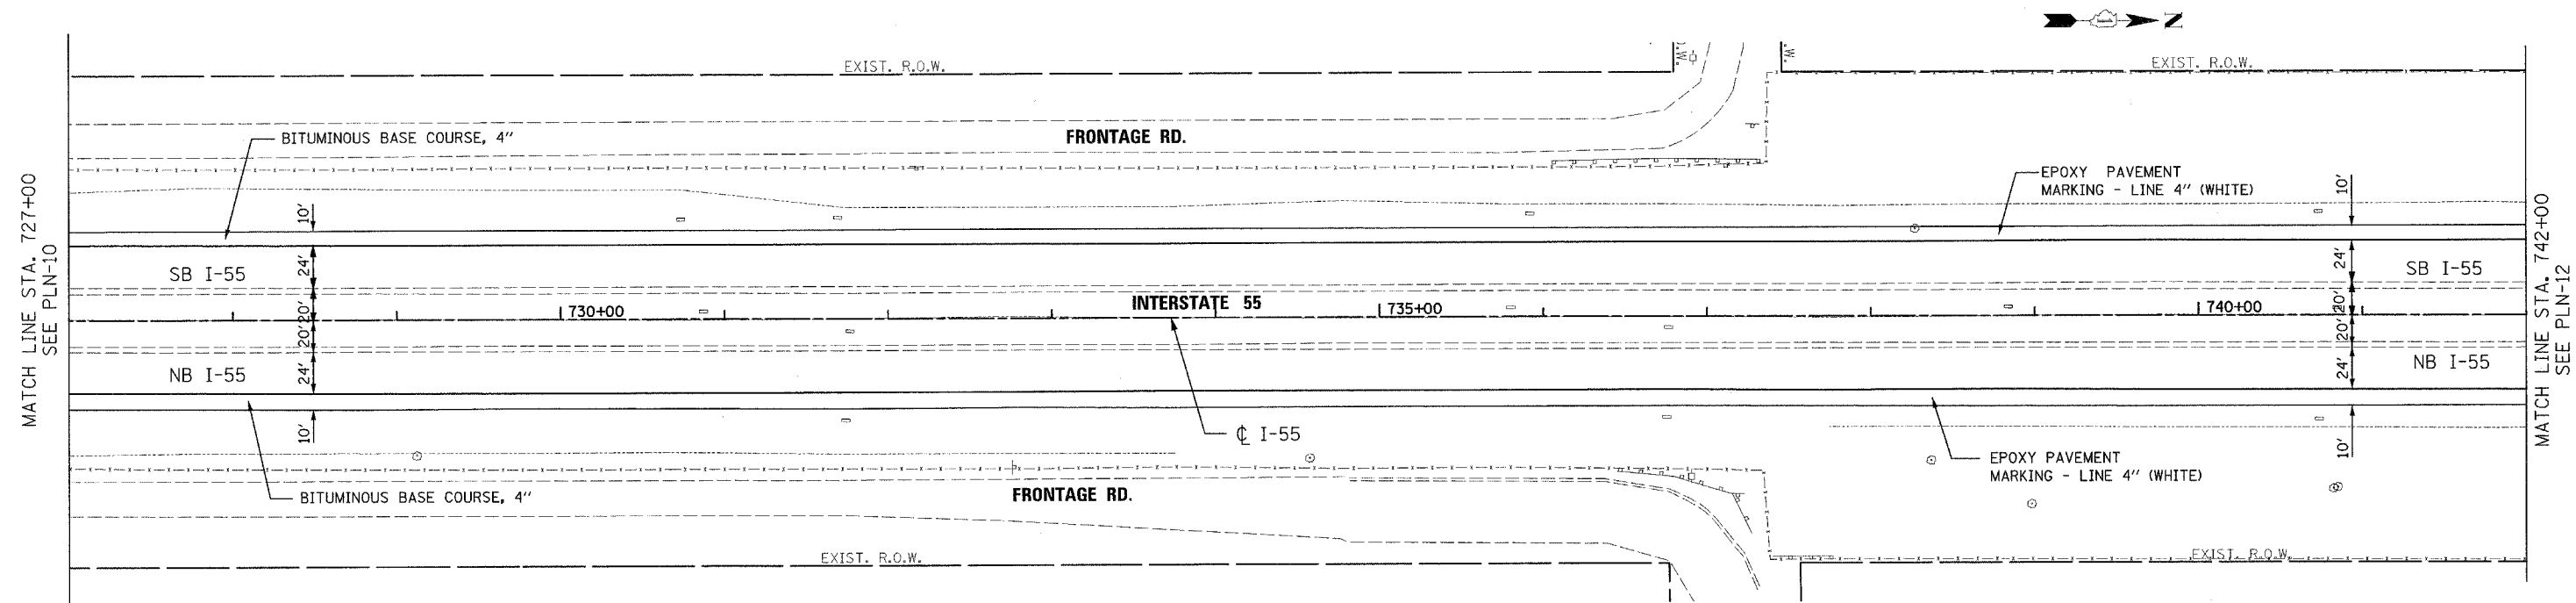 N
EXIST. R.O.W.
.W.
W.
EXIST. R.O.W.
BITUMINOUS BASE COURSE, 4"
FRONTAGE RD.
EPOXY PAVEMENT
MARKING - LINE 4" (WHITE)
MATCH LINE STA. 727+00
SEE PLN-10
10'
24'
20'
20'
24'
10'
SB I-55
NB I-55
730+00
INTERSTATE 55
735+00
740+00
10'
24'
20'
20'
24'
10'
SB I-55
NB I-55
MATCH LINE STA. 742+00
SEE PLN-12
℄ I-55
BITUMINOUS BASE COURSE, 4"
FRONTAGE RD.
EPOXY PAVEMENT
MARKING - LINE 4" (WHITE)
EXIST. R.O.W.
EXIST. R.O.W.